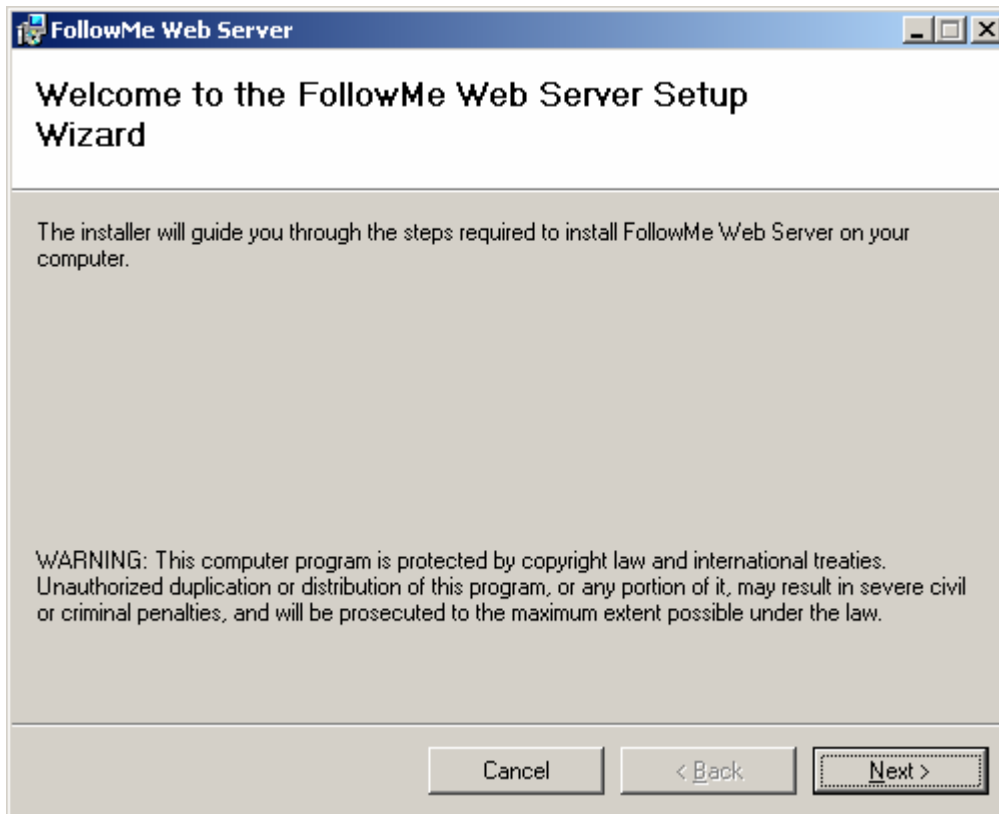 FollowMe Web Server
Welcome to the FollowMe Web Server Setup
Wizard
The installer will guide you through the steps required to install FollowMe Web Server on your
computer.
WARNING: This computer program is protected by copyright law and international treaties.
Unauthorized duplication or distribution of this program, or any portion of it, may result in severe civil
or criminal penalties, and will be prosecuted to the maximum extent possible under the law.
Cancel
< Back
Next >